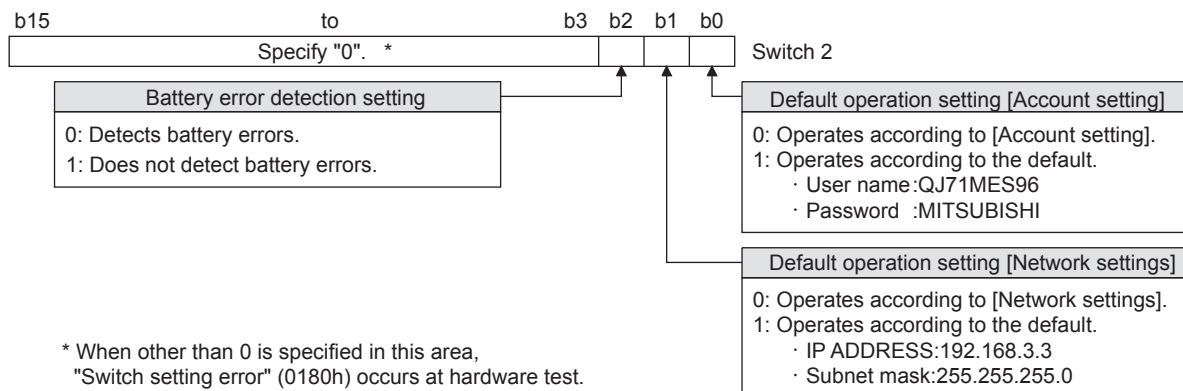 b15 to b3 b2 b1 b0
Specify "0". * Switch 2
Battery error detection setting
0: Detects battery errors.
1: Does not detect battery errors.
Default operation setting [Account setting]
0: Operates according to [Account setting].
1: Operates according to the default.
· User name:QJ71MES96
· Password :MITSUBISHI
Default operation setting [Network settings]
0: Operates according to [Network settings].
1: Operates according to the default.
· IP ADDRESS:192.168.3.3
· Subnet mask:255.255.255.0
* When other than 0 is specified in this area,
"Switch setting error" (0180h) occurs at hardware test.